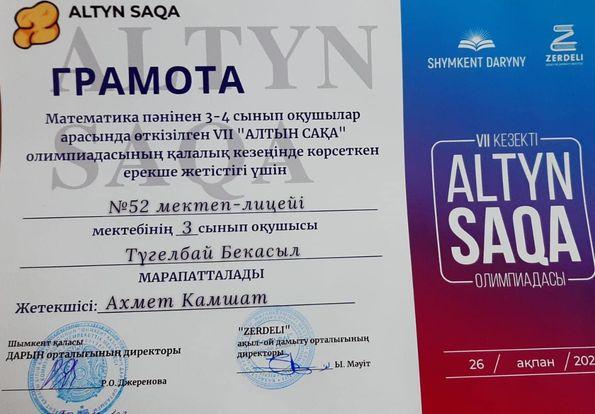 ALTYN SAQA
ALTYN
SAQA
ГРАМОТА
Математика пәнінен 3-4 сынып оқушылар
арасында өткізілген VII "АЛТЫН САҚА"
олимпиадасының қалалық кезеңінде көрсеткен
ерекше жетістігі үшін
№52 мектеп-лицейі
мектебінің 3 сынып оқушысы
Түгелбай Бекасыл
МАРАПАТТАЛАДЫ
Жетекшісі: Ахмет Камшат
Шымкент қаласы
ДАРЫН орталығының директоры
Р.О. Джеренова
"ZERDELI"
ақыл-ой дамыту орталығының
директоры
Ы. Мәуіт
SHYMKENT DARYNY
ZERDELI
VII КЕЗЕКТІ
ALTYN
SAQA
ОЛИМПИАДАСЫ
26 / ақпан / 202